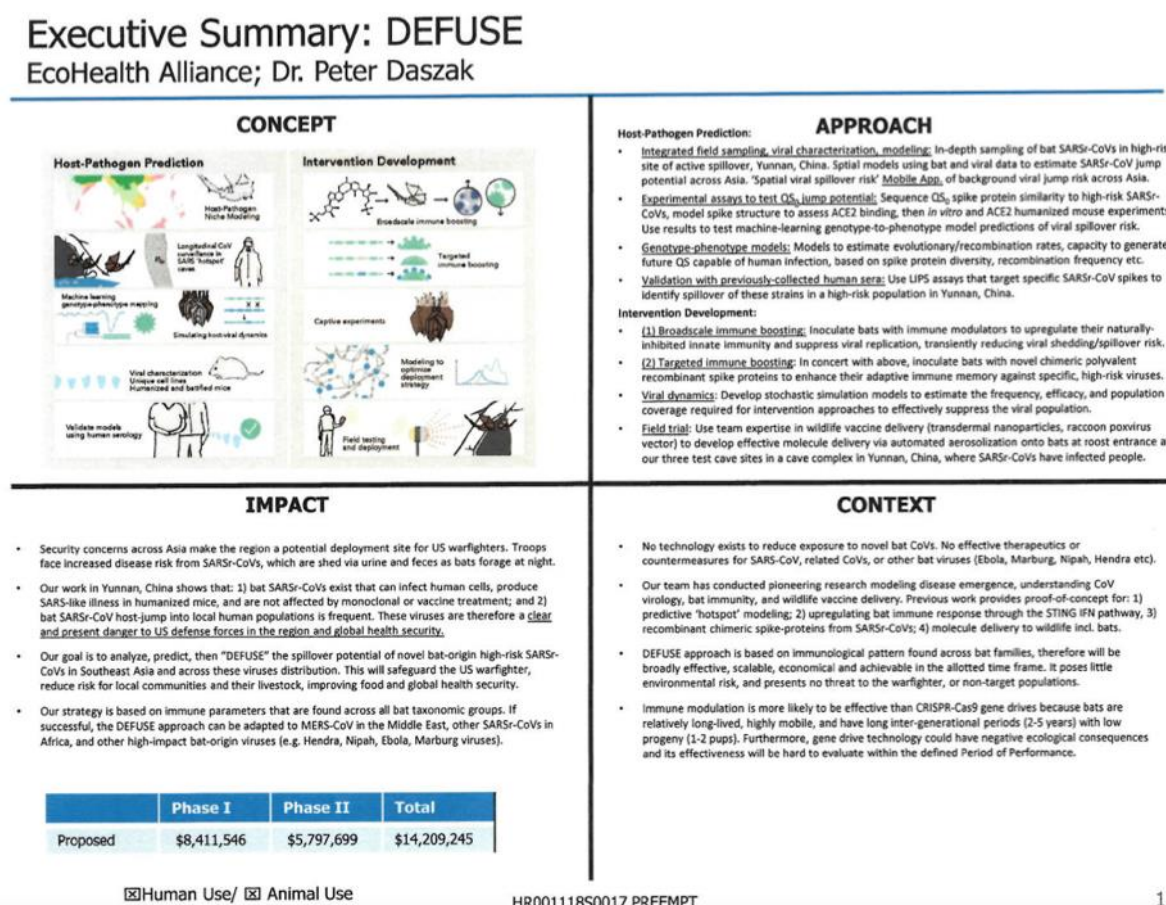 Executive Summary: DEFUSE
EcoHealth Alliance; Dr. Peter Daszak
CONCEPT
Host-Pathogen Prediction
Host-Pathogen
Niche Modeling
Longitudinal CoV
surveillance in
SARS 'hotspot'
caves
Machine learning
genotype-phenotype mapping
Simulating host-viral dynamics
Viral characterization
Unique cell lines
Humanized and batified mice
Validate models
using human serology
Intervention Development
Broadscale immune boosting
Targeted
immune boosting
Captive experiments
Modeling to
optimize
deployment
strategy
Field testing
and deployment
APPROACH
Host-Pathogen Prediction:
• Integrated field sampling, viral characterization, modeling: In-depth sampling of bat SARSr-CoVs in high-ris
site of active spillover, Yunnan, China. Sptial models using bat and viral data to estimate SARSr-CoV jump
potential across Asia. 'Spatial viral spillover risk' Mobile App. of background viral jump risk across Asia.
• Experimental assays to test QS0 jump potential: Sequence QS0 spike protein similarity to high-risk SARSr-
CoVs, model spike structure to assess ACE2 binding, then in vitro and ACE2 humanized mouse experiments
Use results to test machine-learning genotype-to-phenotype model predictions of viral spillover risk.
• Genotype-phenotype models: Models to estimate evolutionary/recombination rates, capacity to generate
future QS capable of human infection, based on spike protein diversity, recombination frequency etc.
• Validation with previously-collected human sera: Use LIPS assays that target specific SARSr-CoV spikes to
identify spillover of these strains in a high-risk population in Yunnan, China.
Intervention Development:
• (1) Broadscale immune boosting: Inoculate bats with immune modulators to upregulate their naturally-
inhibited innate immunity and suppress viral replication, transiently reducing viral shedding/spillover risk.
• (2) Targeted immune boosting: In concert with above, inoculate bats with novel chimeric polyvalent
recombinant spike proteins to enhance their adaptive immune memory against specific, high-risk viruses.
• Viral dynamics: Develop stochastic simulation models to estimate the frequency, efficacy, and population
coverage required for intervention approaches to effectively suppress the viral population.
• Field trial: Use team expertise in wildlife vaccine delivery (transdermal nanoparticles, raccoon poxvirus
vector) to develop effective molecule delivery via automated aerosolization onto bats at roost entrance a
our three test cave sites in a cave complex in Yunnan, China, where SARSr-CoVs have infected people.
IMPACT
• Security concerns across Asia make the region a potential deployment site for US warfighters. Troops
face increased disease risk from SARSr-CoVs, which are shed via urine and feces as bats forage at night.
• Our work in Yunnan, China shows that: 1) bat SARSr-CoVs exist that can infect human cells, produce
SARS-like illness in humanized mice, and are not affected by monoclonal or vaccine treatment; and 2)
bat SARSr-CoV host-jump into local human populations is frequent. These viruses are therefore a clear
and present danger to US defense forces in the region and global health security.
• Our goal is to analyze, predict, then "DEFUSE" the spillover potential of novel bat-origin high-risk SARSr-
CoVs in Southeast Asia and across these viruses distribution. This will safeguard the US warfighter,
reduce risk for local communities and their livestock, improving food and global health security.
• Our strategy is based on immune parameters that are found across all bat taxonomic groups. If
successful, the DEFUSE approach can be adapted to MERS-CoV in the Middle East, other SARSr-CoVs in
Africa, and other high-impact bat-origin viruses (e.g. Hendra, Nipah, Ebola, Marburg viruses).
Phase I Phase II Total
Proposed $8,411,546 $5,797,699 $14,209,245
☒Human Use/ ☒ Animal Use
CONTEXT
• No technology exists to reduce exposure to novel bat CoVs. No effective therapeutics or
countermeasures for SARS-CoV, related CoVs, or other bat viruses (Ebola, Marburg, Nipah, Hendra etc).
• Our team has conducted pioneering research modeling disease emergence, understanding CoV
virology, bat immunity, and wildlife vaccine delivery. Previous work provides proof-of-concept for: 1)
predictive 'hotspot' modeling; 2) upregulating bat immune response through the STING IFN pathway, 3)
recombinant chimeric spike-proteins from SARSr-CoVs; 4) molecule delivery to wildlife incl. bats.
• DEFUSE approach is based on immunological pattern found across bat families, therefore will be
broadly effective, scalable, economical and achievable in the allotted time frame. It poses little
environmental risk, and presents no threat to the warfighter, or non-target populations.
• Immune modulation is more likely to be effective than CRISPR-Cas9 gene drives because bats are
relatively long-lived, highly mobile, and have long inter-generational periods (2-5 years) with low
progeny (1-2 pups). Furthermore, gene drive technology could have negative ecological consequences
and its effectiveness will be hard to evaluate within the defined Period of Performance.
HR001118S0017 PREEMPT
1